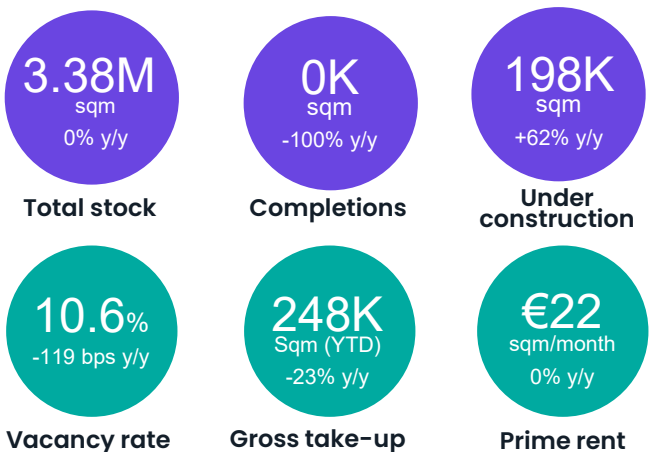 3.38M
sqm
0% y/y
Total stock
0K
sqm
-100% y/y
Completions
198K
sqm
+62% y/y
Under
construction
10.6%
-119 bps y/y
Vacancy rate
248K
Sqm (YTD)
-23% y/y
Gross take-up
€22
sqm/month
0% y/y
Prime rent